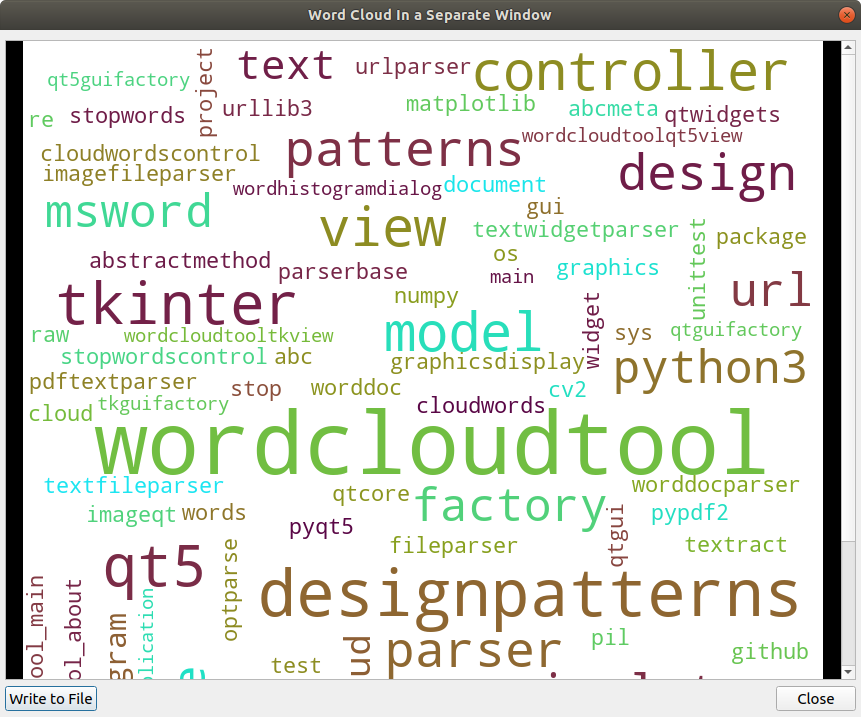 Word Cloud In a Separate Window
text
urlparser
controller
qt5guifactory
project
re
stopwords
urllib3
matplotlib
abcmeta
qtwidgets
cloudwordscontrol
patterns
wordcloudtoolqt5view
imagefileparser
wordhistogramdialog
document
design
msword
view
gui
textwidgetparser
unittest
package
abstractmethod
parserbase
os
main
graphics
tkinter
numpy
url
raw
wordcloudtooltkview
model
widget
sys
qtguifactory
stopwordscontrol
abc
graphicsdisplay
python3
pdftextparser
stop
worddoc
cv2
cloud
tkguifactory
cloudwords
wordcloudtool
textfileparser
qtcore
worddocparser
imageqt
words
factory
pypdf2
pyqt5
qtgui
qt5
optparse
fileparser
textract
designpatterns
ool_main
ol_about
gram
plication
ud
parser
pil
test
github
Write to File
Close